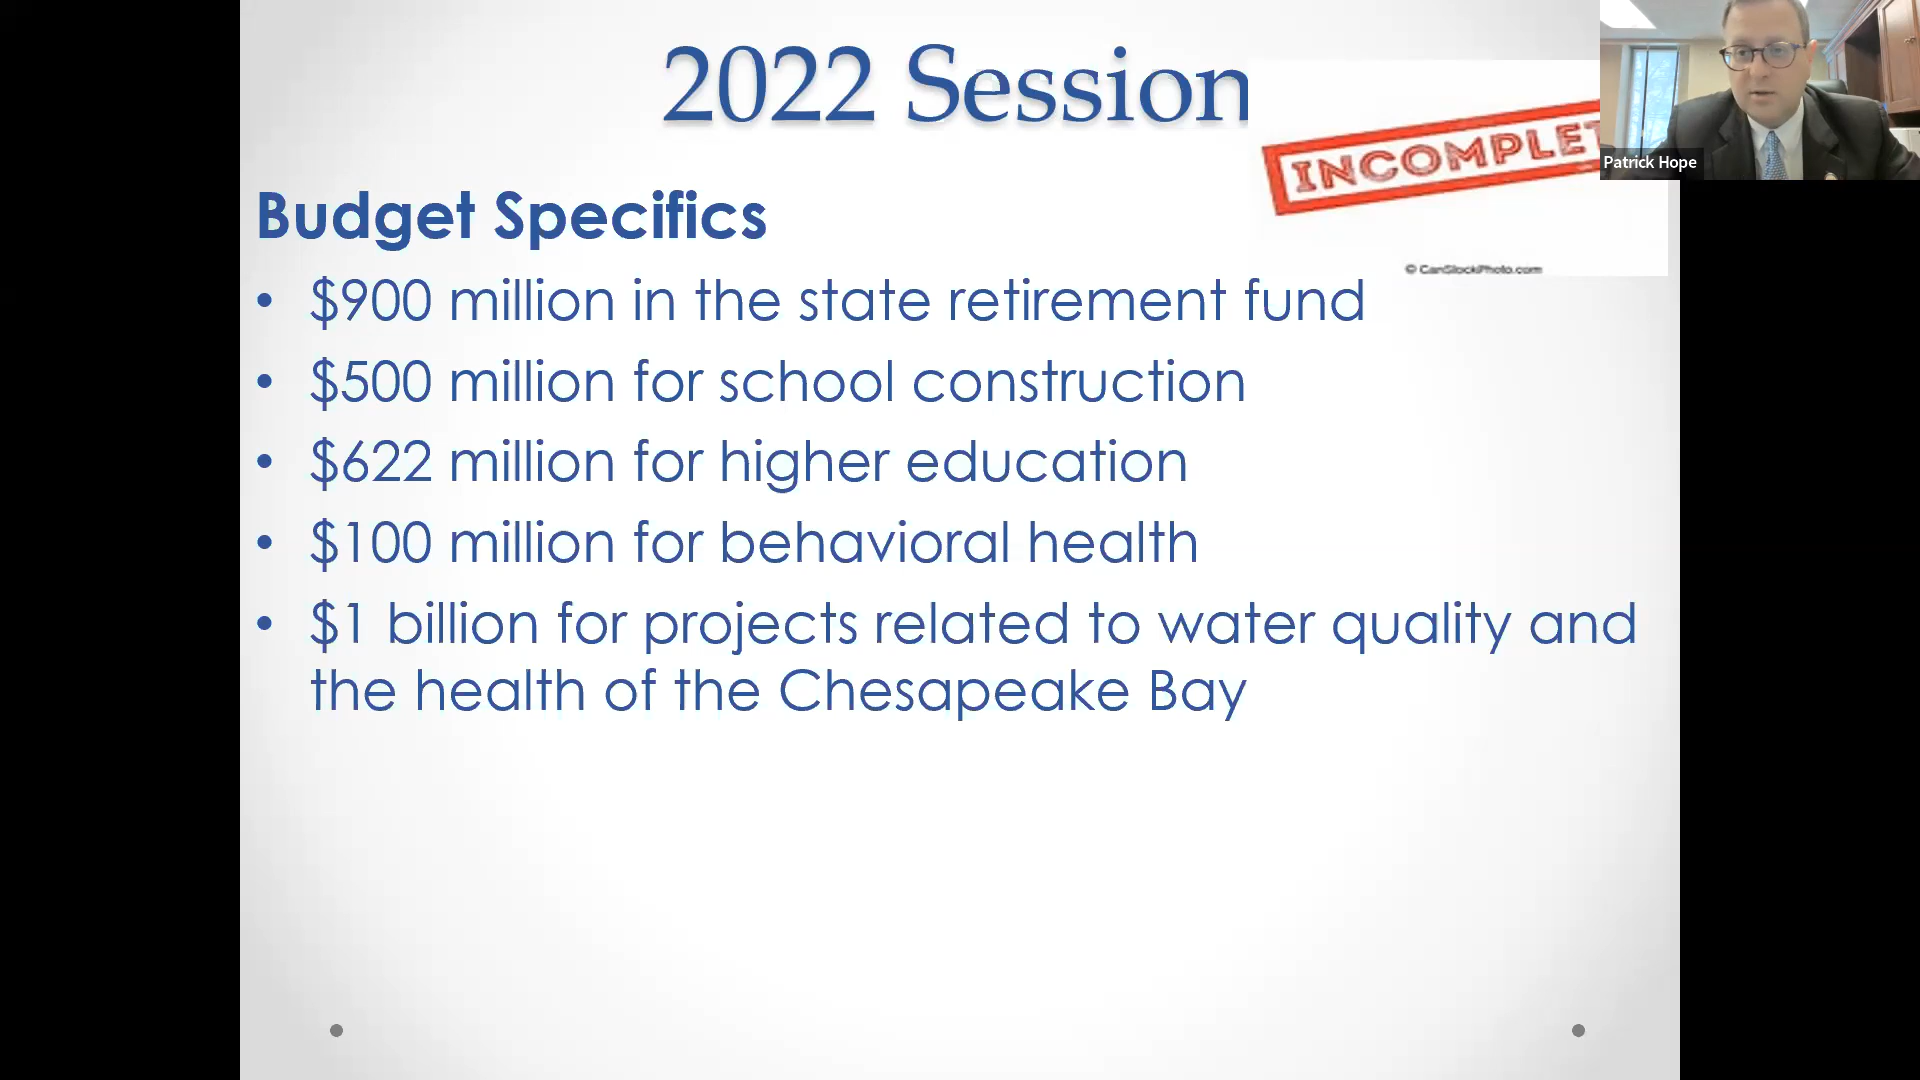 2022 Session
INCOMPLET
Patrick Hope
Budget Specifics
© CanStockPhoto.com
• $900 million in the state retirement fund
• $500 million for school construction
• $622 million for higher education
• $100 million for behavioral health
• $1 billion for projects related to water quality and
the health of the Chesapeake Bay